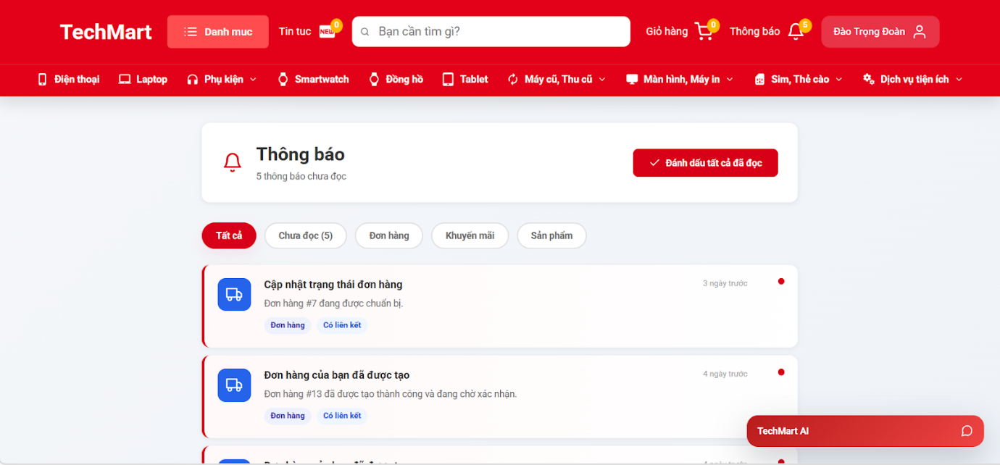 TechMart
Danh muc
Tin tuc
NEW
0
Bạn cần tìm gì?
Giỏ hàng
0
Thông báo
5
Đào Trọng Đoàn
Điện thoại
Laptop
Phụ kiện
Smartwatch
Đồng hồ
Tablet
Máy cũ, Thu cũ
Màn hình, Máy in
Sim, Thẻ cào
Dịch vụ tiện ích
Thông báo
5 thông báo chưa đọc
Đánh dấu tất cả đã đọc
Tất cả
Chưa đọc (5)
Đơn hàng
Khuyến mãi
Sản phẩm
Cập nhật trạng thái đơn hàng
3 ngày trước
Đơn hàng #7 đang được chuẩn bị.
Đơn hàng
Có liên kết
Đơn hàng của bạn đã được tạo
4 ngày trước
Đơn hàng #13 đã được tạo thành công và đang chờ xác nhận.
Đơn hàng
Có liên kết
TechMart AI